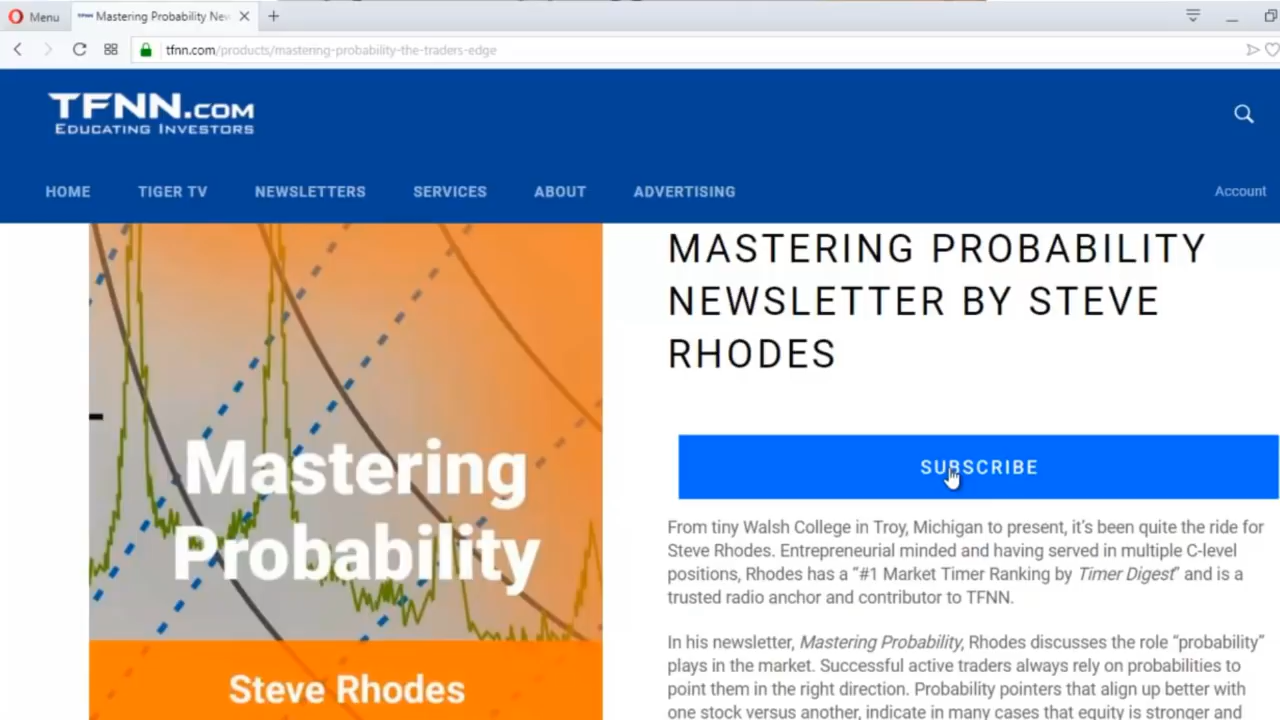 Menu
Mastering Probability New
tfnn.com/products/mastering-probability-the-traders-edge
TFNN.COM
EDUCATING INVESTORS
HOME TIGER TV NEWSLETTERS SERVICES ABOUT ADVERTISING Account
Mastering
Probability
Steve Rhodes
MASTERING PROBABILITY
NEWSLETTER BY STEVE
RHODES
SUBSCRIBE
From tiny Walsh College in Troy, Michigan to present, it's been quite the ride for
Steve Rhodes. Entrepreneurial minded and having served in multiple C-level
positions, Rhodes has a "#1 Market Timer Ranking by Timer Digest" and is a
trusted radio anchor and contributor to TFNN.
In his newsletter, Mastering Probability, Rhodes discusses the role "probability"
plays in the market. Successful active traders always rely on probabilities to
point them in the right direction. Probability pointers that align up better with
one stock versus another, indicate in many cases that equity is stronger and